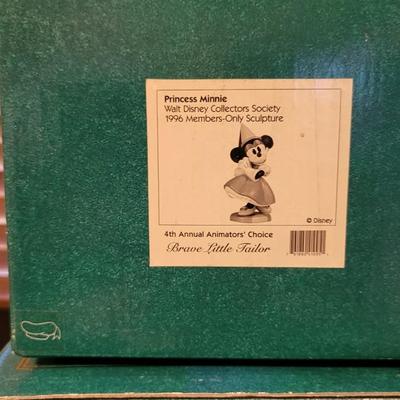 Princess Minnie
Walt Disney Collectors Society
1996 Members-Only Sculpture
© Disney
4th Annual Animators' Choice
Brave Little Tailor